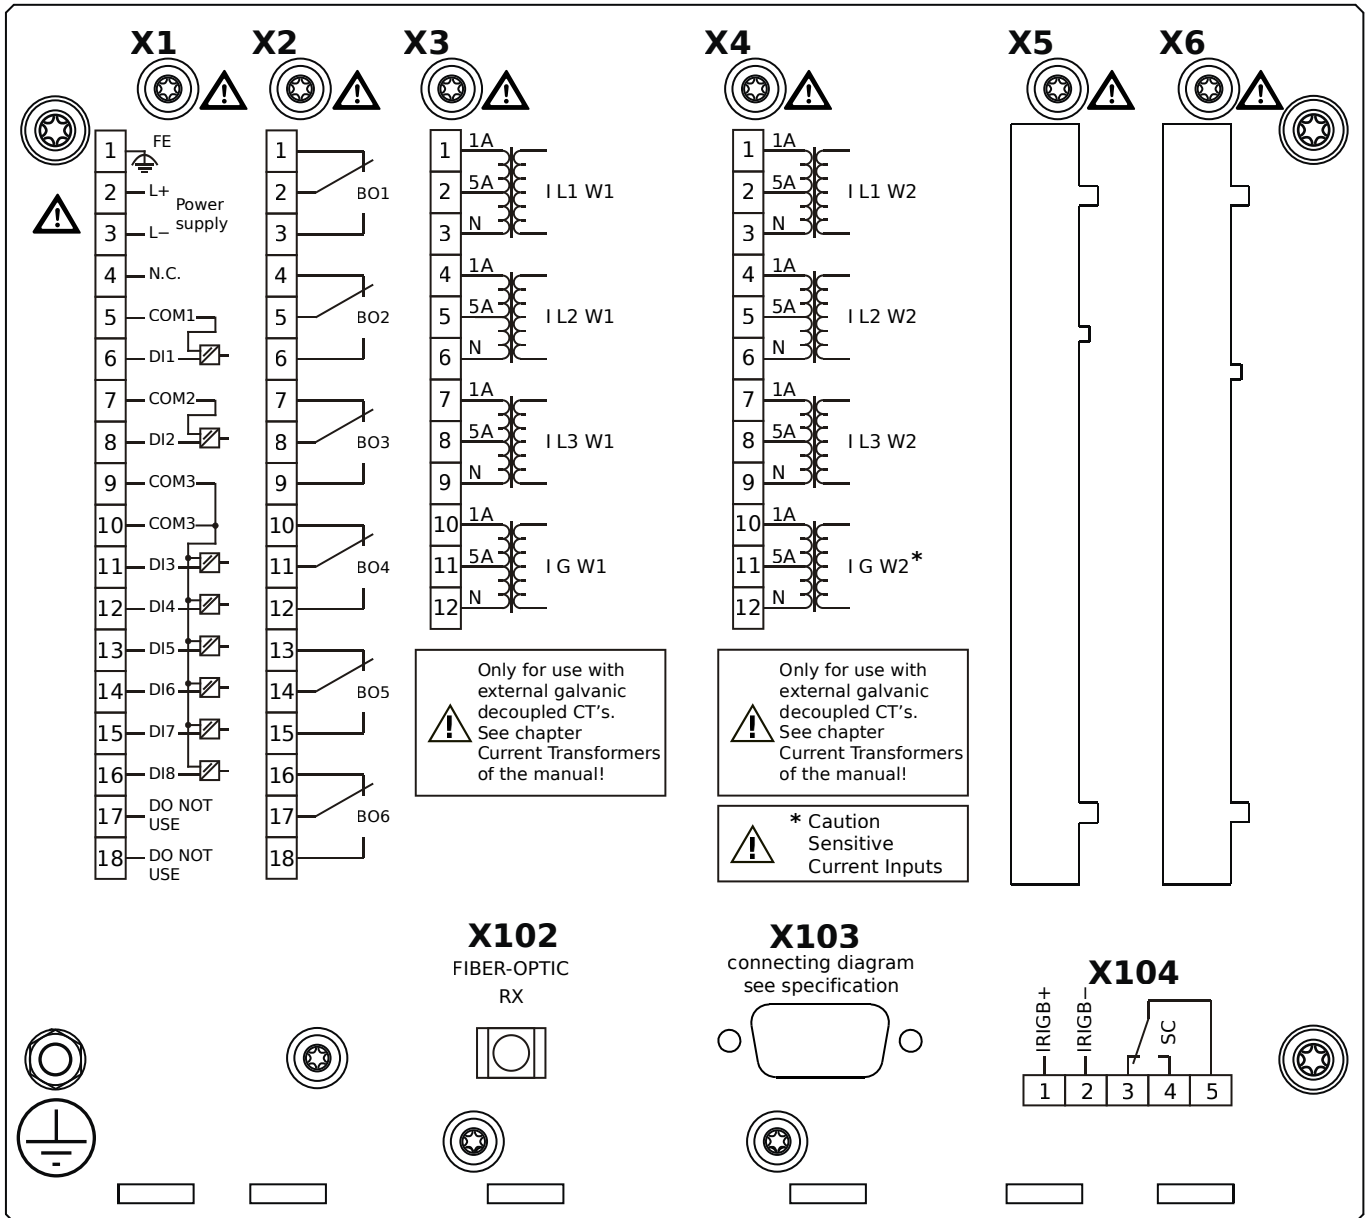 X1
X2
X3
X4
X5
X6
1 FE
2 L+
Power
supply
3 L−
4 N.C.
5 COM1
6 DI1
7 COM2
8 DI2
9 COM3
10 COM3
11 DI3
12 DI4
13 DI5
14 DI6
15 DI7
16 DI8
17 DO NOT
USE
18 DO NOT
USE
1
2 BO1
3
4
5 BO2
6
7
8 BO3
9
10
11 BO4
12
13
14 BO5
15
16
17 BO6
18
1 1A
2 5A I L1 W1
3 N
4 1A
5 5A I L2 W1
6 N
7 1A
8 5A I L3 W1
9 N
10 1A
11 5A I G W1
12 N
Only for use with
external galvanic
decoupled CT's.
See chapter
Current Transformers
of the manual!
1 1A
2 5A I L1 W2
3 N
4 1A
5 5A I L2 W2
6 N
7 1A
8 5A I L3 W2
9 N
10 1A
11 5A I G W2*
12 N
Only for use with
external galvanic
decoupled CT's.
See chapter
Current Transformers
of the manual!
* Caution
Sensitive
Current Inputs
X102
FIBER-OPTIC
RX
X103
connecting diagram
see specification
X104
IRIGB+
IRIGB−
SC
1 2 3 4 5